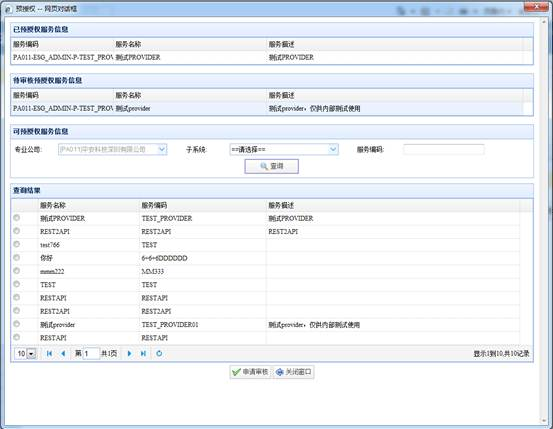 预授权 -- 网页对话框
已预授权服务信息
服务编码 服务名称 服务描述
PA011-ESG_ADMIN-P-TEST_PROV 测试PROVIDER 测试PROVIDER
待审核预授权服务信息
服务编码 服务名称 服务描述
PA011-ESG_ADMIN-P-TEST_PROV 测试provider 测试provider，仅供内部测试使用
可预授权服务信息
专业公司: [PA011]平安科技深圳有限公司 子系统: ==请选择== 服务编码:
查询
查询结果
服务名称 服务编码 服务描述
测试PROVIDER TEST_PROVIDER 测试PROVIDER
REST2API REST2API REST2API
test766 TEST
你好 6=6=6DDDDDD
mmm222 MM333
TEST TEST
RESTAPI RESTAPI
REST2API REST2API
测试provider TEST_PROVIDER01 测试provider，仅供内部测试使用
RESTAPI RESTAPI
10 第 1 共1页 显示1到10,共10记录
申请审核 关闭窗口